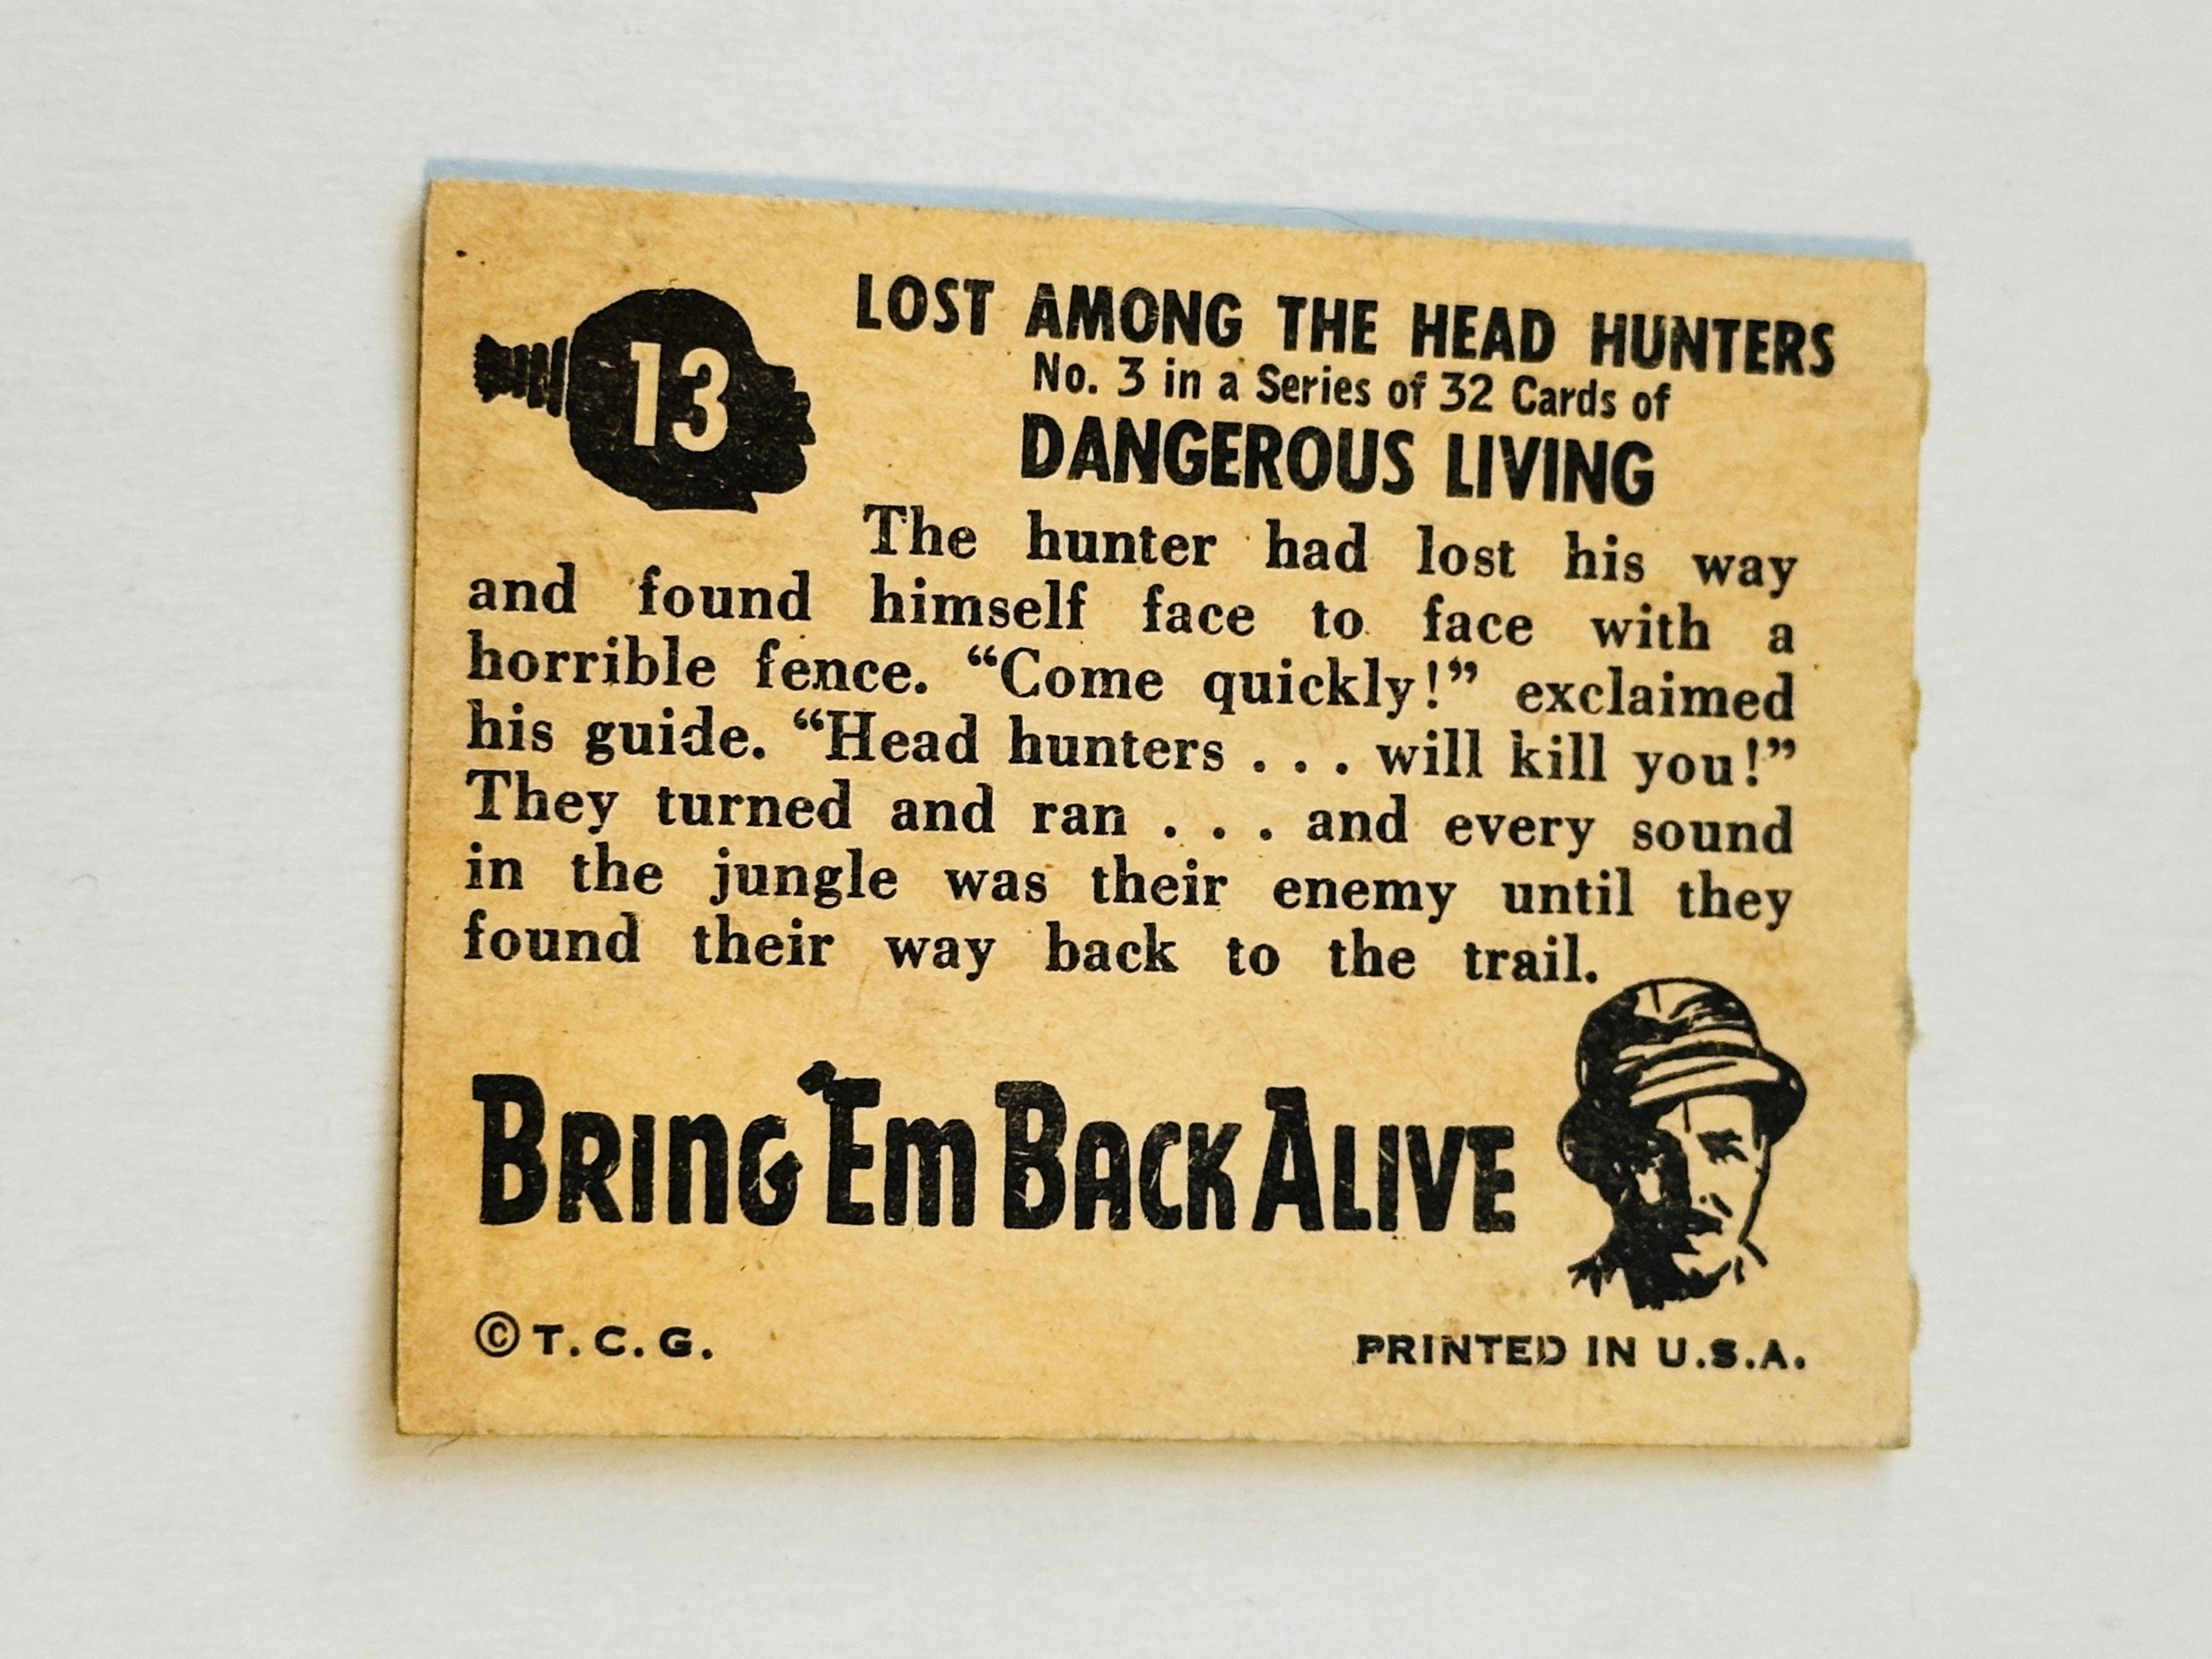 13
LOST AMONG THE HEAD HUNTERS
No. 3 in a Series of 32 Cards of
DANGEROUS LIVING
The hunter had lost his way
and found himself face to face with a
horrible fence. “Come quickly!” exclaimed
his guide. “Head hunters . . . will kill you!”
They turned and ran . . . and every sound
in the jungle was their enemy until they
found their way back to the trail.
BRING 'EM BACK ALIVE
© T. C. G.
PRINTED IN U.S.A.